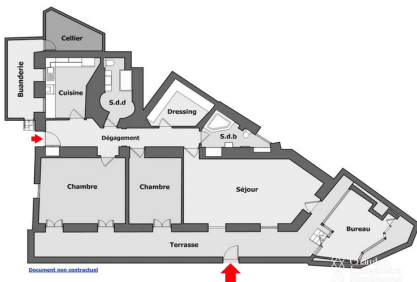 Cellier
Buanderie
Cuisine
S.d.d
Dressing
Dégagement
S.d.b
Chambre
Chambre
Séjour
Bureau
Terrasse
Document non contractuel